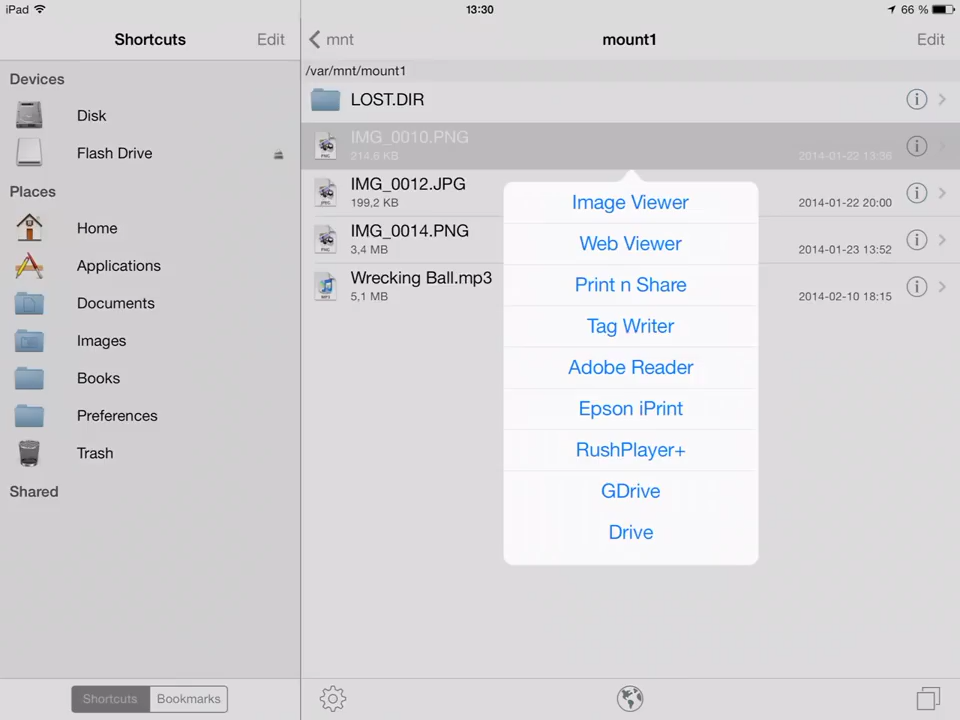 iPad 13:30 66 %
Shortcuts Edit
mnt mount1 Edit
Devices
Disk
Flash Drive
Places
Home
Applications
Documents
Images
Books
Preferences
Trash
Shared
Shortcuts Bookmarks
/var/mnt/mount1
LOST.DIR
IMG_0010.PNG
214,6 KB 2014-01-22 13:36
IMG_0012.JPG
199,2 KB 2014-01-22 20:00
IMG_0014.PNG
3,4 MB 2014-01-23 13:52
Wrecking Ball.mp3
5,1 MB 2014-02-10 18:15
Image Viewer
Web Viewer
Print n Share
Tag Writer
Adobe Reader
Epson iPrint
RushPlayer+
GDrive
Drive